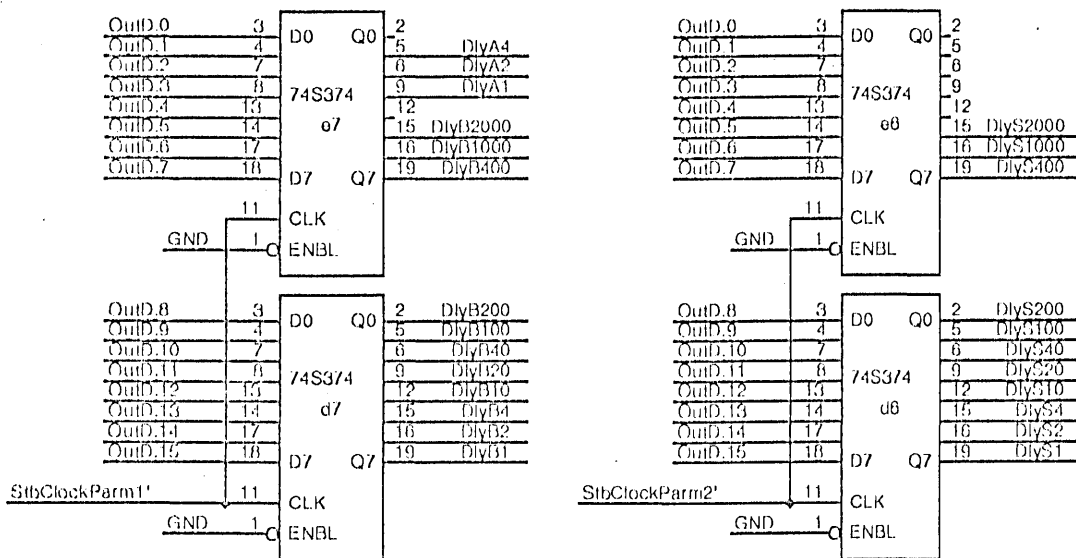 OutD.0 3 D0 Q0 2
OutD.1 4 5 DlyA4
OutD.2 7 6 DlyA2
OutD.3 8 74S374 9 DlyA1
OutD.4 13 12
OutD.5 14 e7 15 DlyB2000
OutD.6 17 16 DlyB1000
OutD.7 18 D7 Q7 19 DlyB400
11 CLK
GND 1 ENBL
OutD.8 3 D0 Q0 2 DlyB200
OutD.9 4 5 DlyB100
OutD.10 7 6 DlyB40
OutD.11 8 74S374 9 DlyB20
OutD.12 13 12 DlyB10
OutD.13 14 d7 15 DlyB4
OutD.14 17 16 DlyB2
OutD.15 18 D7 Q7 19 DlyB1
StbClockParm1' 11 CLK
GND 1 ENBL
OutD.0 3 D0 Q0 2
OutD.1 4 5
OutD.2 7 6
OutD.3 8 74S374 9
OutD.4 13 12
OutD.5 14 e6 15 DlyS2000
OutD.6 17 16 DlyS1000
OutD.7 18 D7 Q7 19 DlyS400
11 CLK
GND 1 ENBL
OutD.8 3 D0 Q0 2 DlyS200
OutD.9 4 5 DlyS100
OutD.10 7 6 DlyS40
OutD.11 8 74S374 9 DlyS20
OutD.12 13 12 DlyS10
OutD.13 14 d6 15 DlyS4
OutD.14 17 16 DlyS2
OutD.15 18 D7 Q7 19 DlyS1
StbClockParm2' 11 CLK
GND 1 ENBL